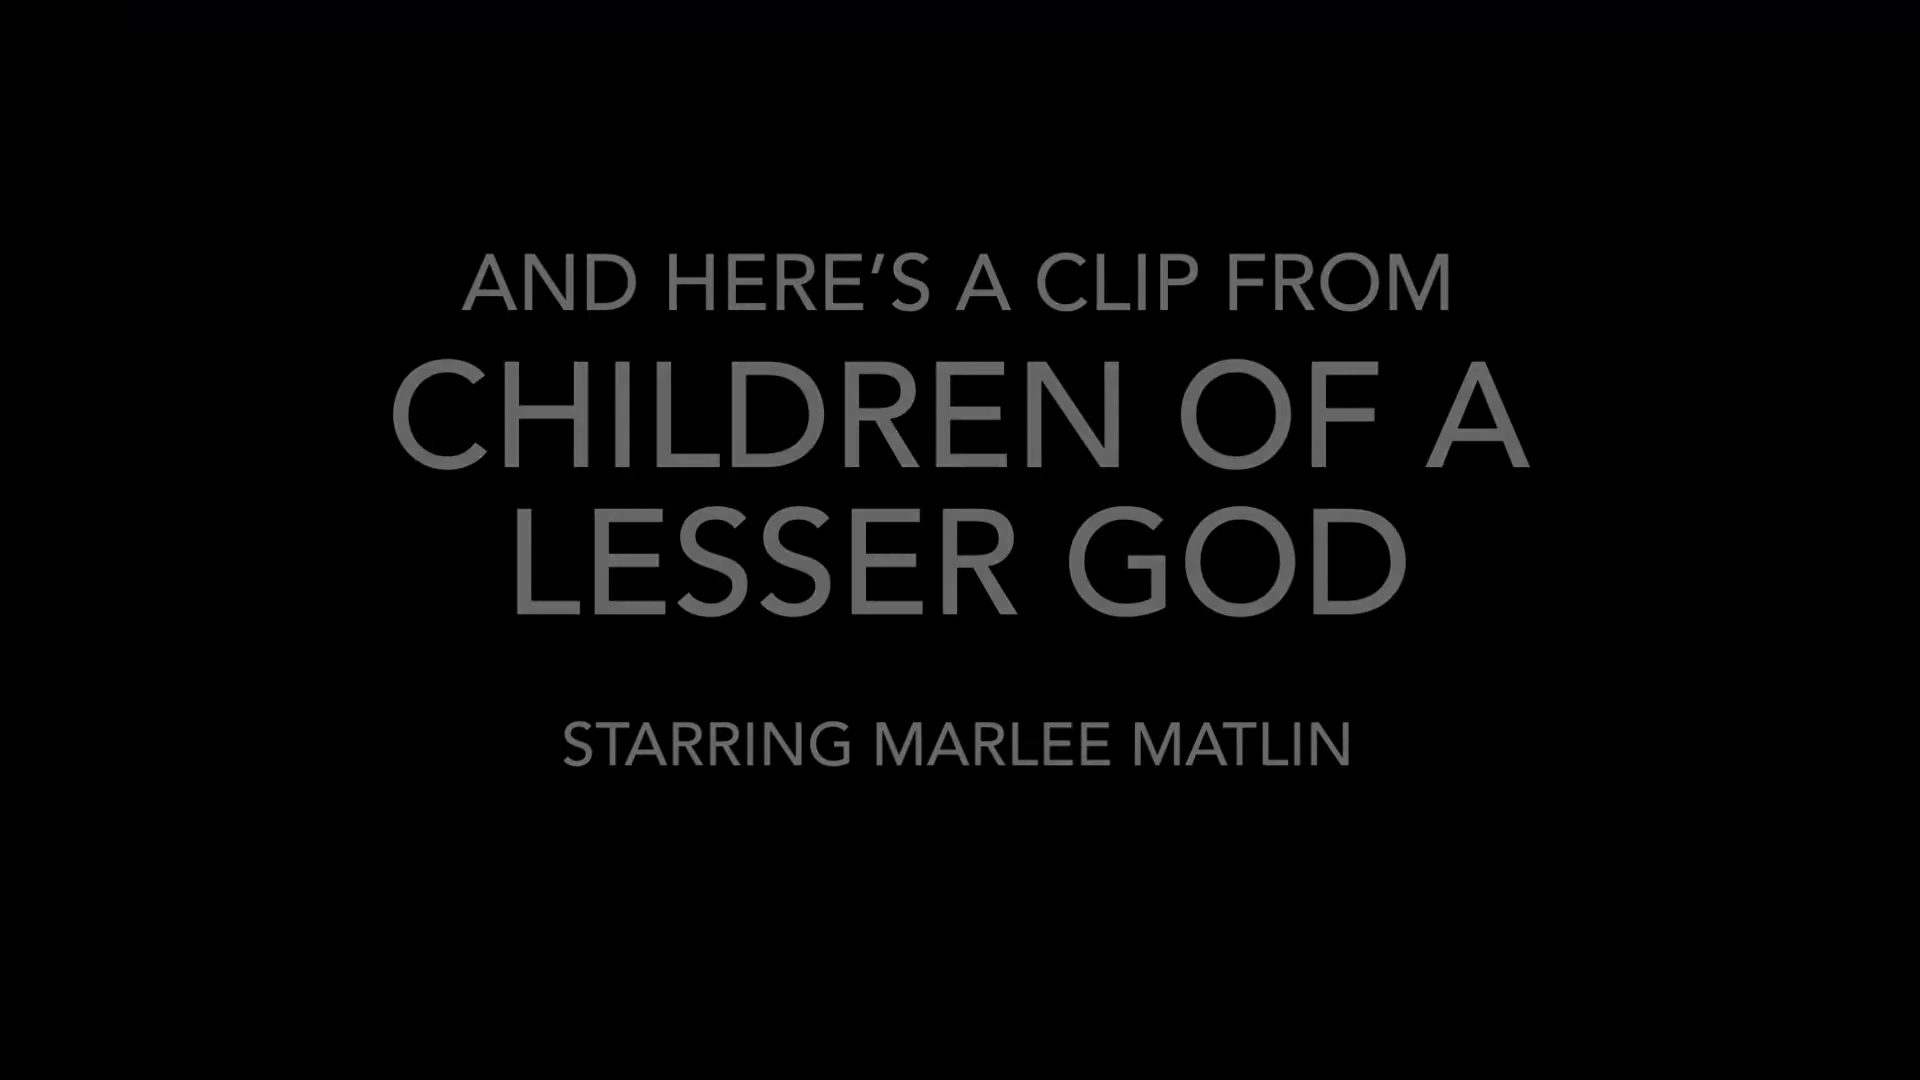 AND HERE’S A CLIP FROM
CHILDREN OF A
LESSER GOD
STARRING MARLEE MATLIN